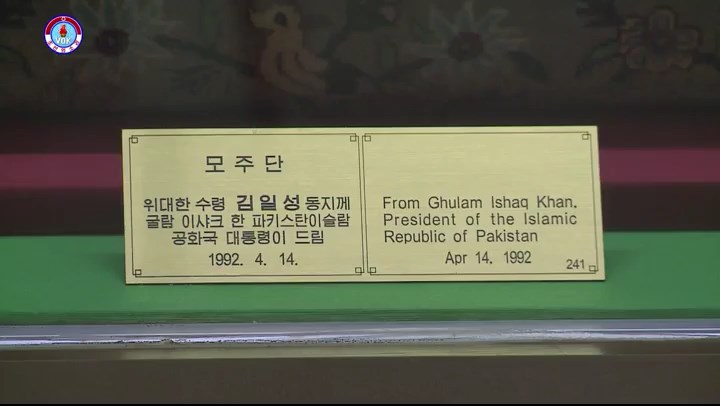 VOK
모주단
위대한 수령 김일성동지께
굴람 이샤크 한 파키스탄이슬람
공화국 대통령이 드림
1992. 4. 14.
From Ghulam Ishaq Khan,
President of the Islamic
Republic of Pakistan
Apr 14, 1992
241